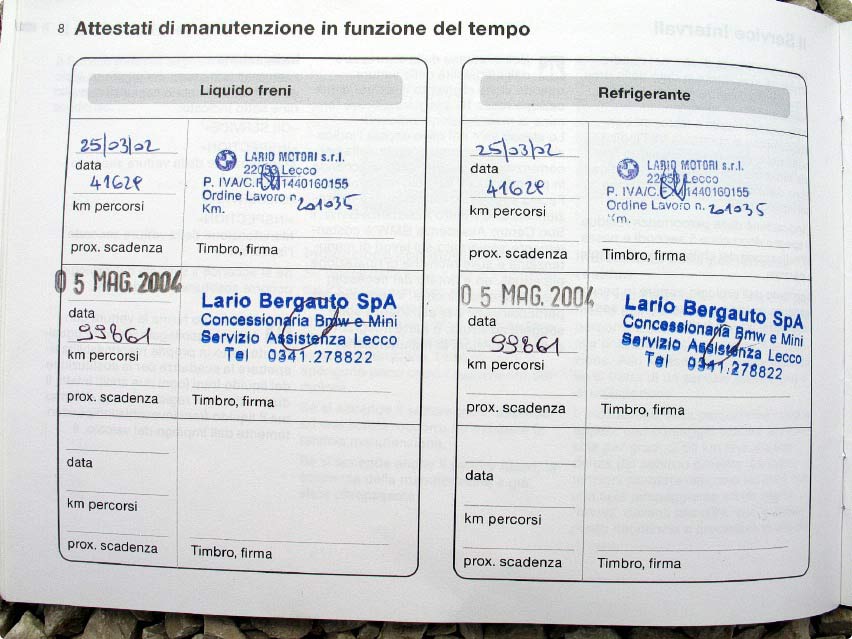 8 Attestati di manutenzione in funzione del tempo
Liquido freni
25/03/02
data
41629
km percorsi
prox. scadenza
LARIO MOTORI s.r.l.
22053 Lecco
P. IVA/C.F. 01440160155
Ordine Lavoro n. 201035
Km.
Timbro, firma
05 MAG. 2004
data
99861
km percorsi
prox. scadenza
Lario Bergauto SpA
Concessionaria Bmw e Mini
Servizio Assistenza Lecco
Tel 0341.278822
Timbro, firma
data
km percorsi
prox. scadenza
Timbro, firma
Refrigerante
25/03/02
data
41629
km percorsi
prox. scadenza
LARIO MOTORI s.r.l.
22053 Lecco
P. IVA/C.F. 01440160155
Ordine Lavoro n. 201035
Km.
Timbro, firma
05 MAG. 2004
data
99861
km percorsi
prox. scadenza
Lario Bergauto SpA
Concessionaria Bmw e Mini
Servizio Assistenza Lecco
Tel 0341.278822
Timbro, firma
data
km percorsi
prox. scadenza
Timbro, firma